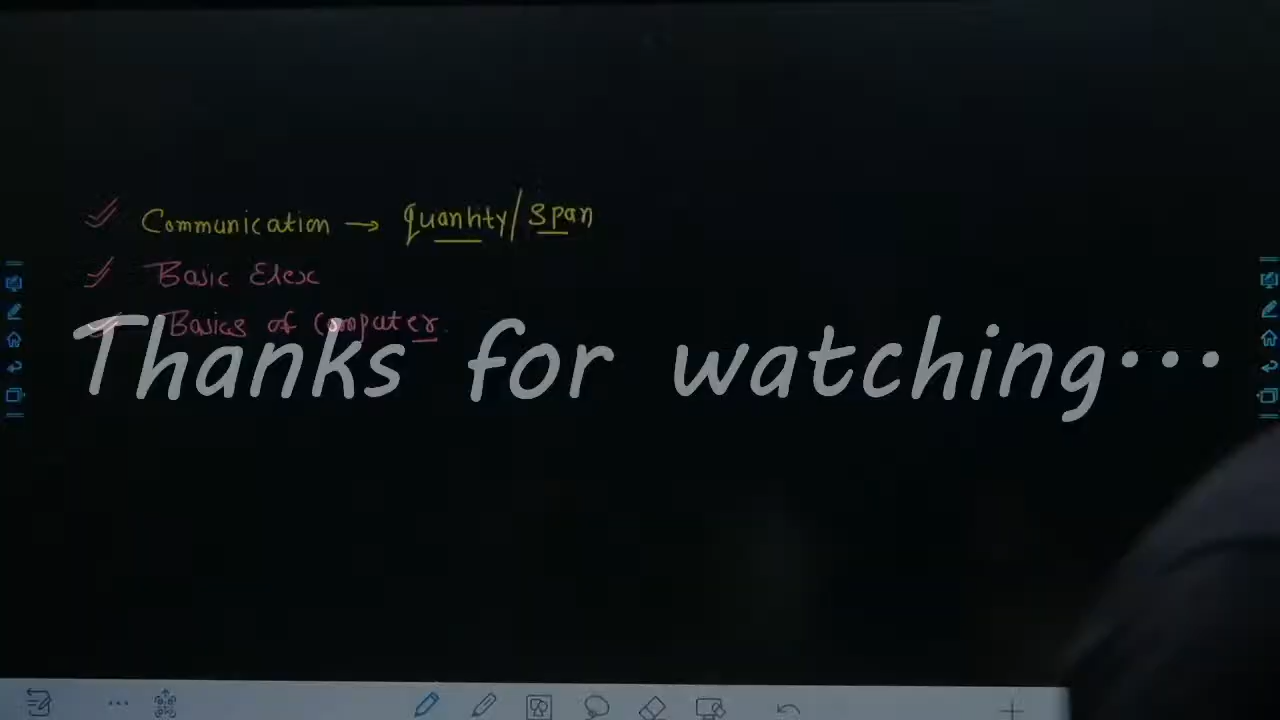 Communication → quantity/span
Basic Elex
Basics of Computer.
Thanks for watching...